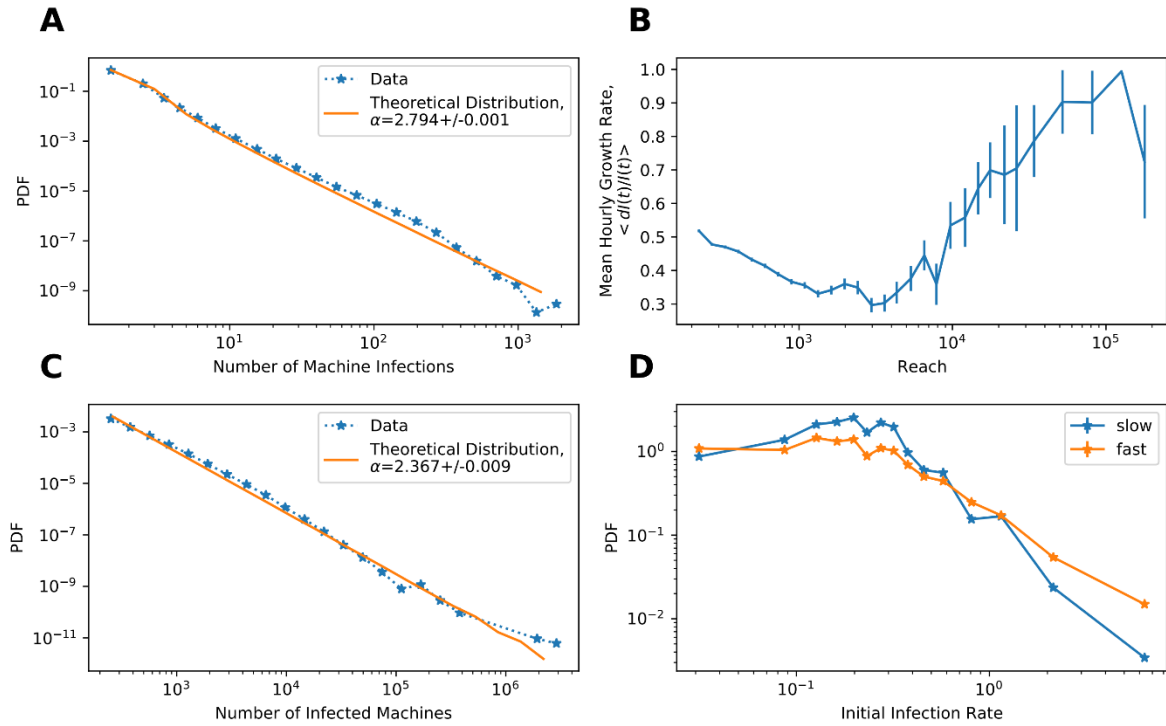 A
10^{-1}
10^{-3}
10^{-5}
10^{-7}
10^{-9}
PDF
Data
Theoretical Distribution,
α=2.794+/-0.001
10^{1}
10^{2}
10^{3}
Number of Machine Infections
B
1.0
0.9
0.8
0.7
0.6
0.5
0.4
0.3
Mean Hourly Growth Rate,
< dI(t)/I(t)>
10^{3}
10^{4}
10^{5}
Reach
C
10^{-3}
10^{-5}
10^{-7}
10^{-9}
10^{-11}
PDF
Data
Theoretical Distribution,
α=2.367+/-0.009
10^{3}
10^{4}
10^{5}
10^{6}
Number of Infected Machines
D
10^{0}
10^{-1}
10^{-2}
PDF
slow
fast
10^{-1}
10^{0}
Initial Infection Rate